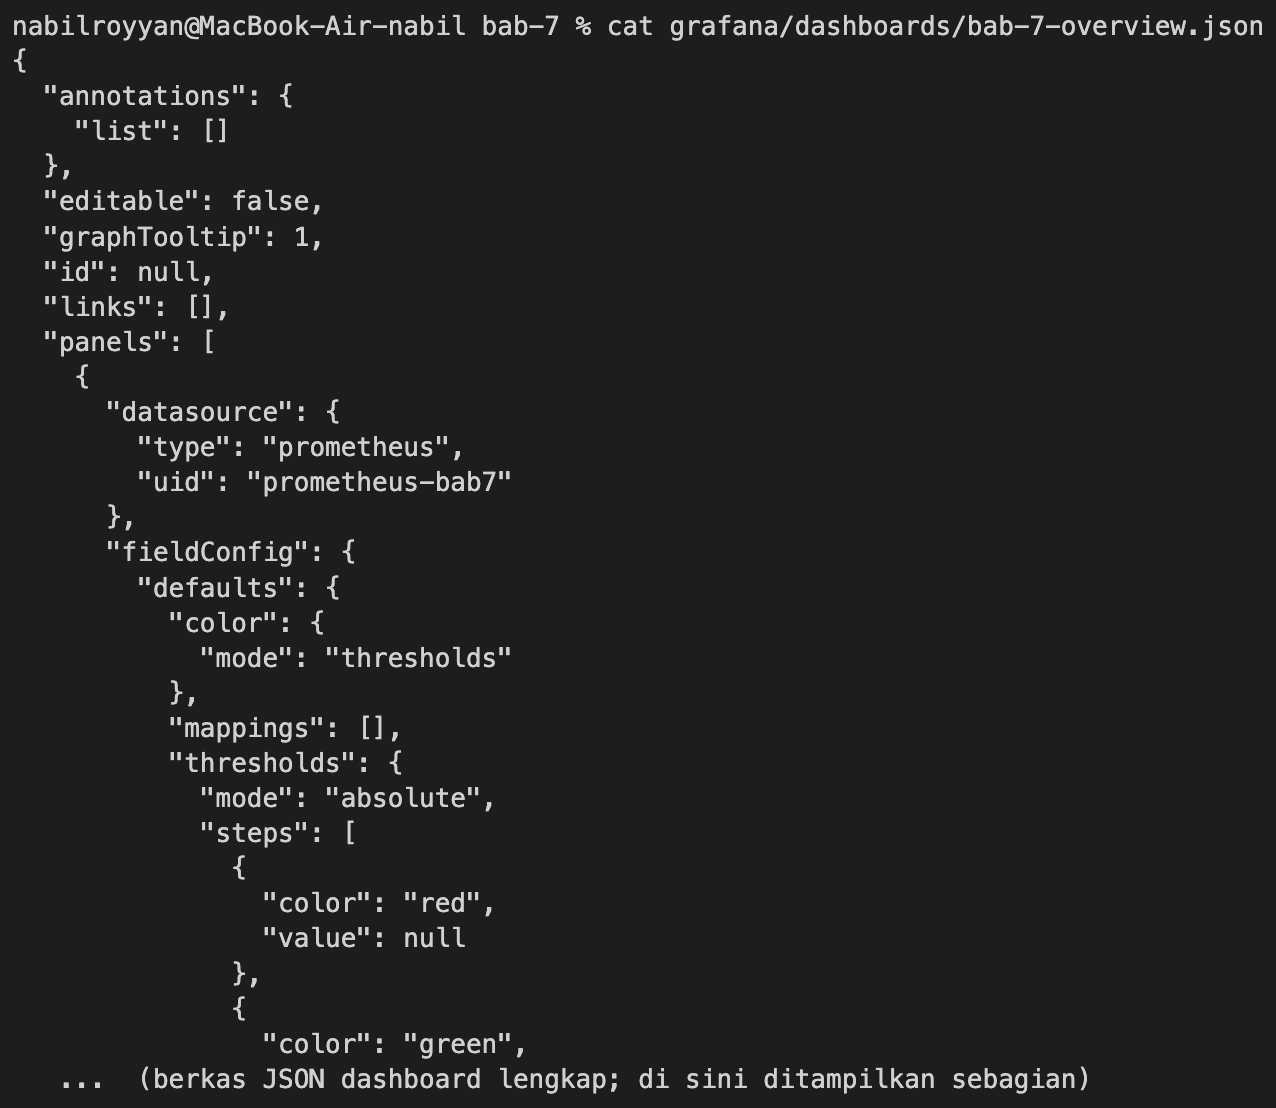 nabilroyyan@MacBook-Air-nabil bab-7 % cat grafana/dashboards/bab-7-overview.json
{
  "annotations": {
    "list": []
  },
  "editable": false,
  "graphTooltip": 1,
  "id": null,
  "links": [],
  "panels": [
    {
      "datasource": {
        "type": "prometheus",
        "uid": "prometheus-bab7"
      },
      "fieldConfig": {
        "defaults": {
          "color": {
            "mode": "thresholds"
          },
          "mappings": [],
          "thresholds": {
            "mode": "absolute",
            "steps": [
              {
                "color": "red",
                "value": null
              },
              {
                "color": "green",
   ...  (berkas JSON dashboard lengkap; di sini ditampilkan sebagian)